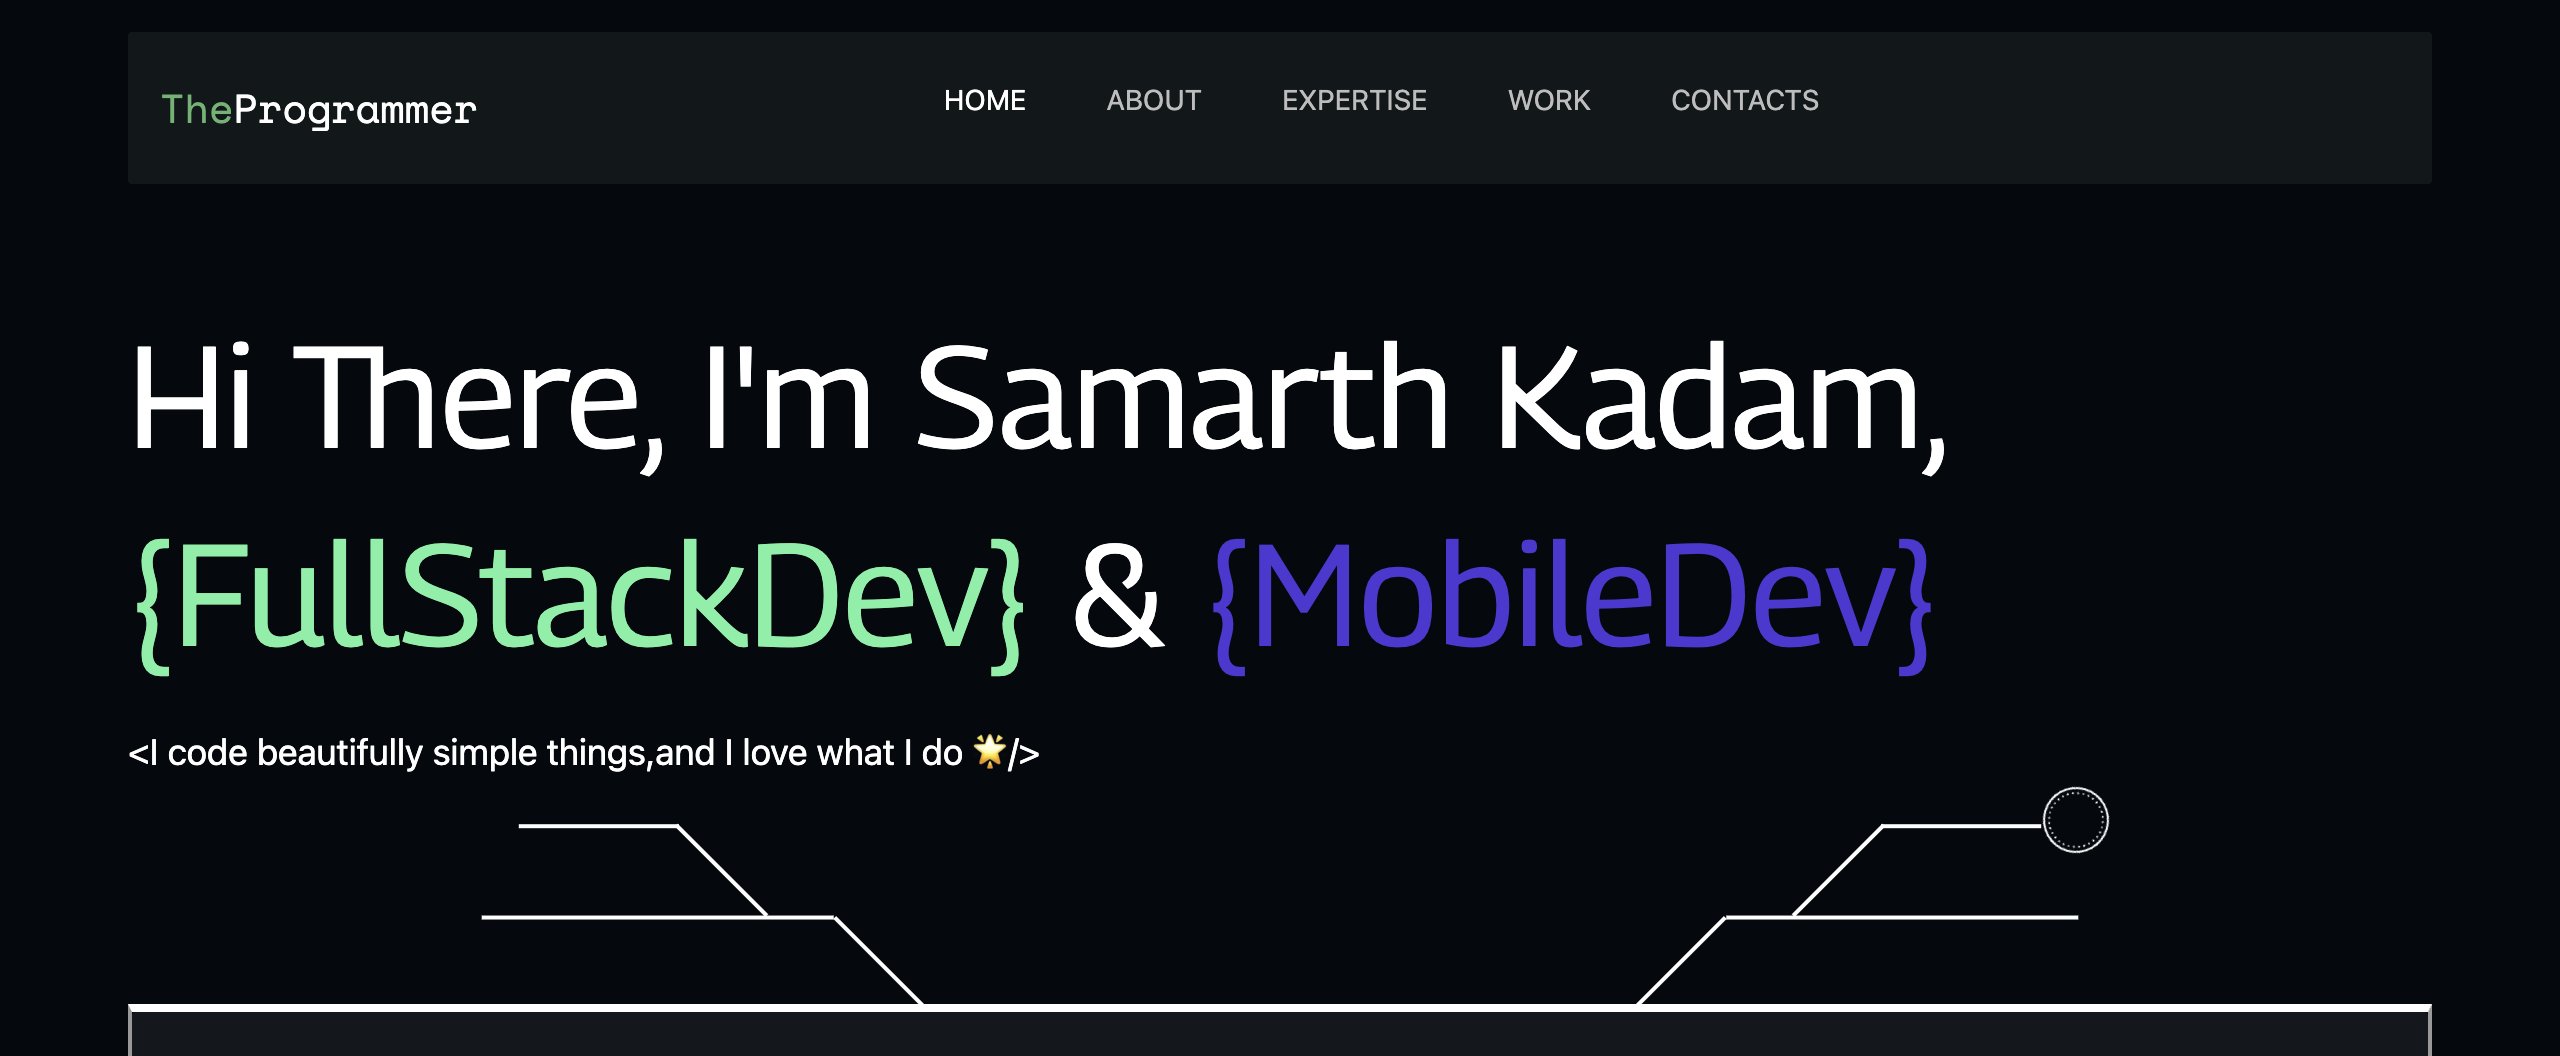 TheProgrammer
HOME ABOUT EXPERTISE WORK CONTACTS
Hi There, I'm Samarth Kadam,
{FullStackDev} & {MobileDev}
<I code beautifully simple things,and I love what I do 🌟/>